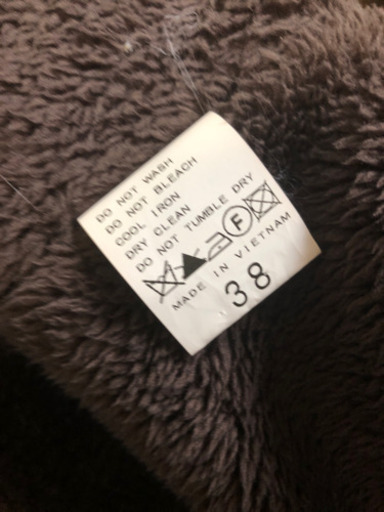 DO NOT WASH
DO NOT BLEACH
COOL IRON
DRY CLEAN
DO NOT TUMBLE DRY
F
MADE IN VIETNAM
38